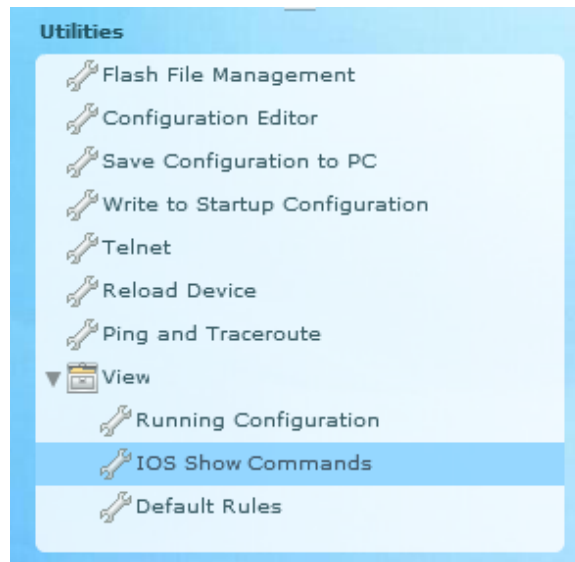 Utilities
Flash File Management
Configuration Editor
Save Configuration to PC
Write to Startup Configuration
Telnet
Reload Device
Ping and Traceroute
View
Running Configuration
IOS Show Commands
Default Rules